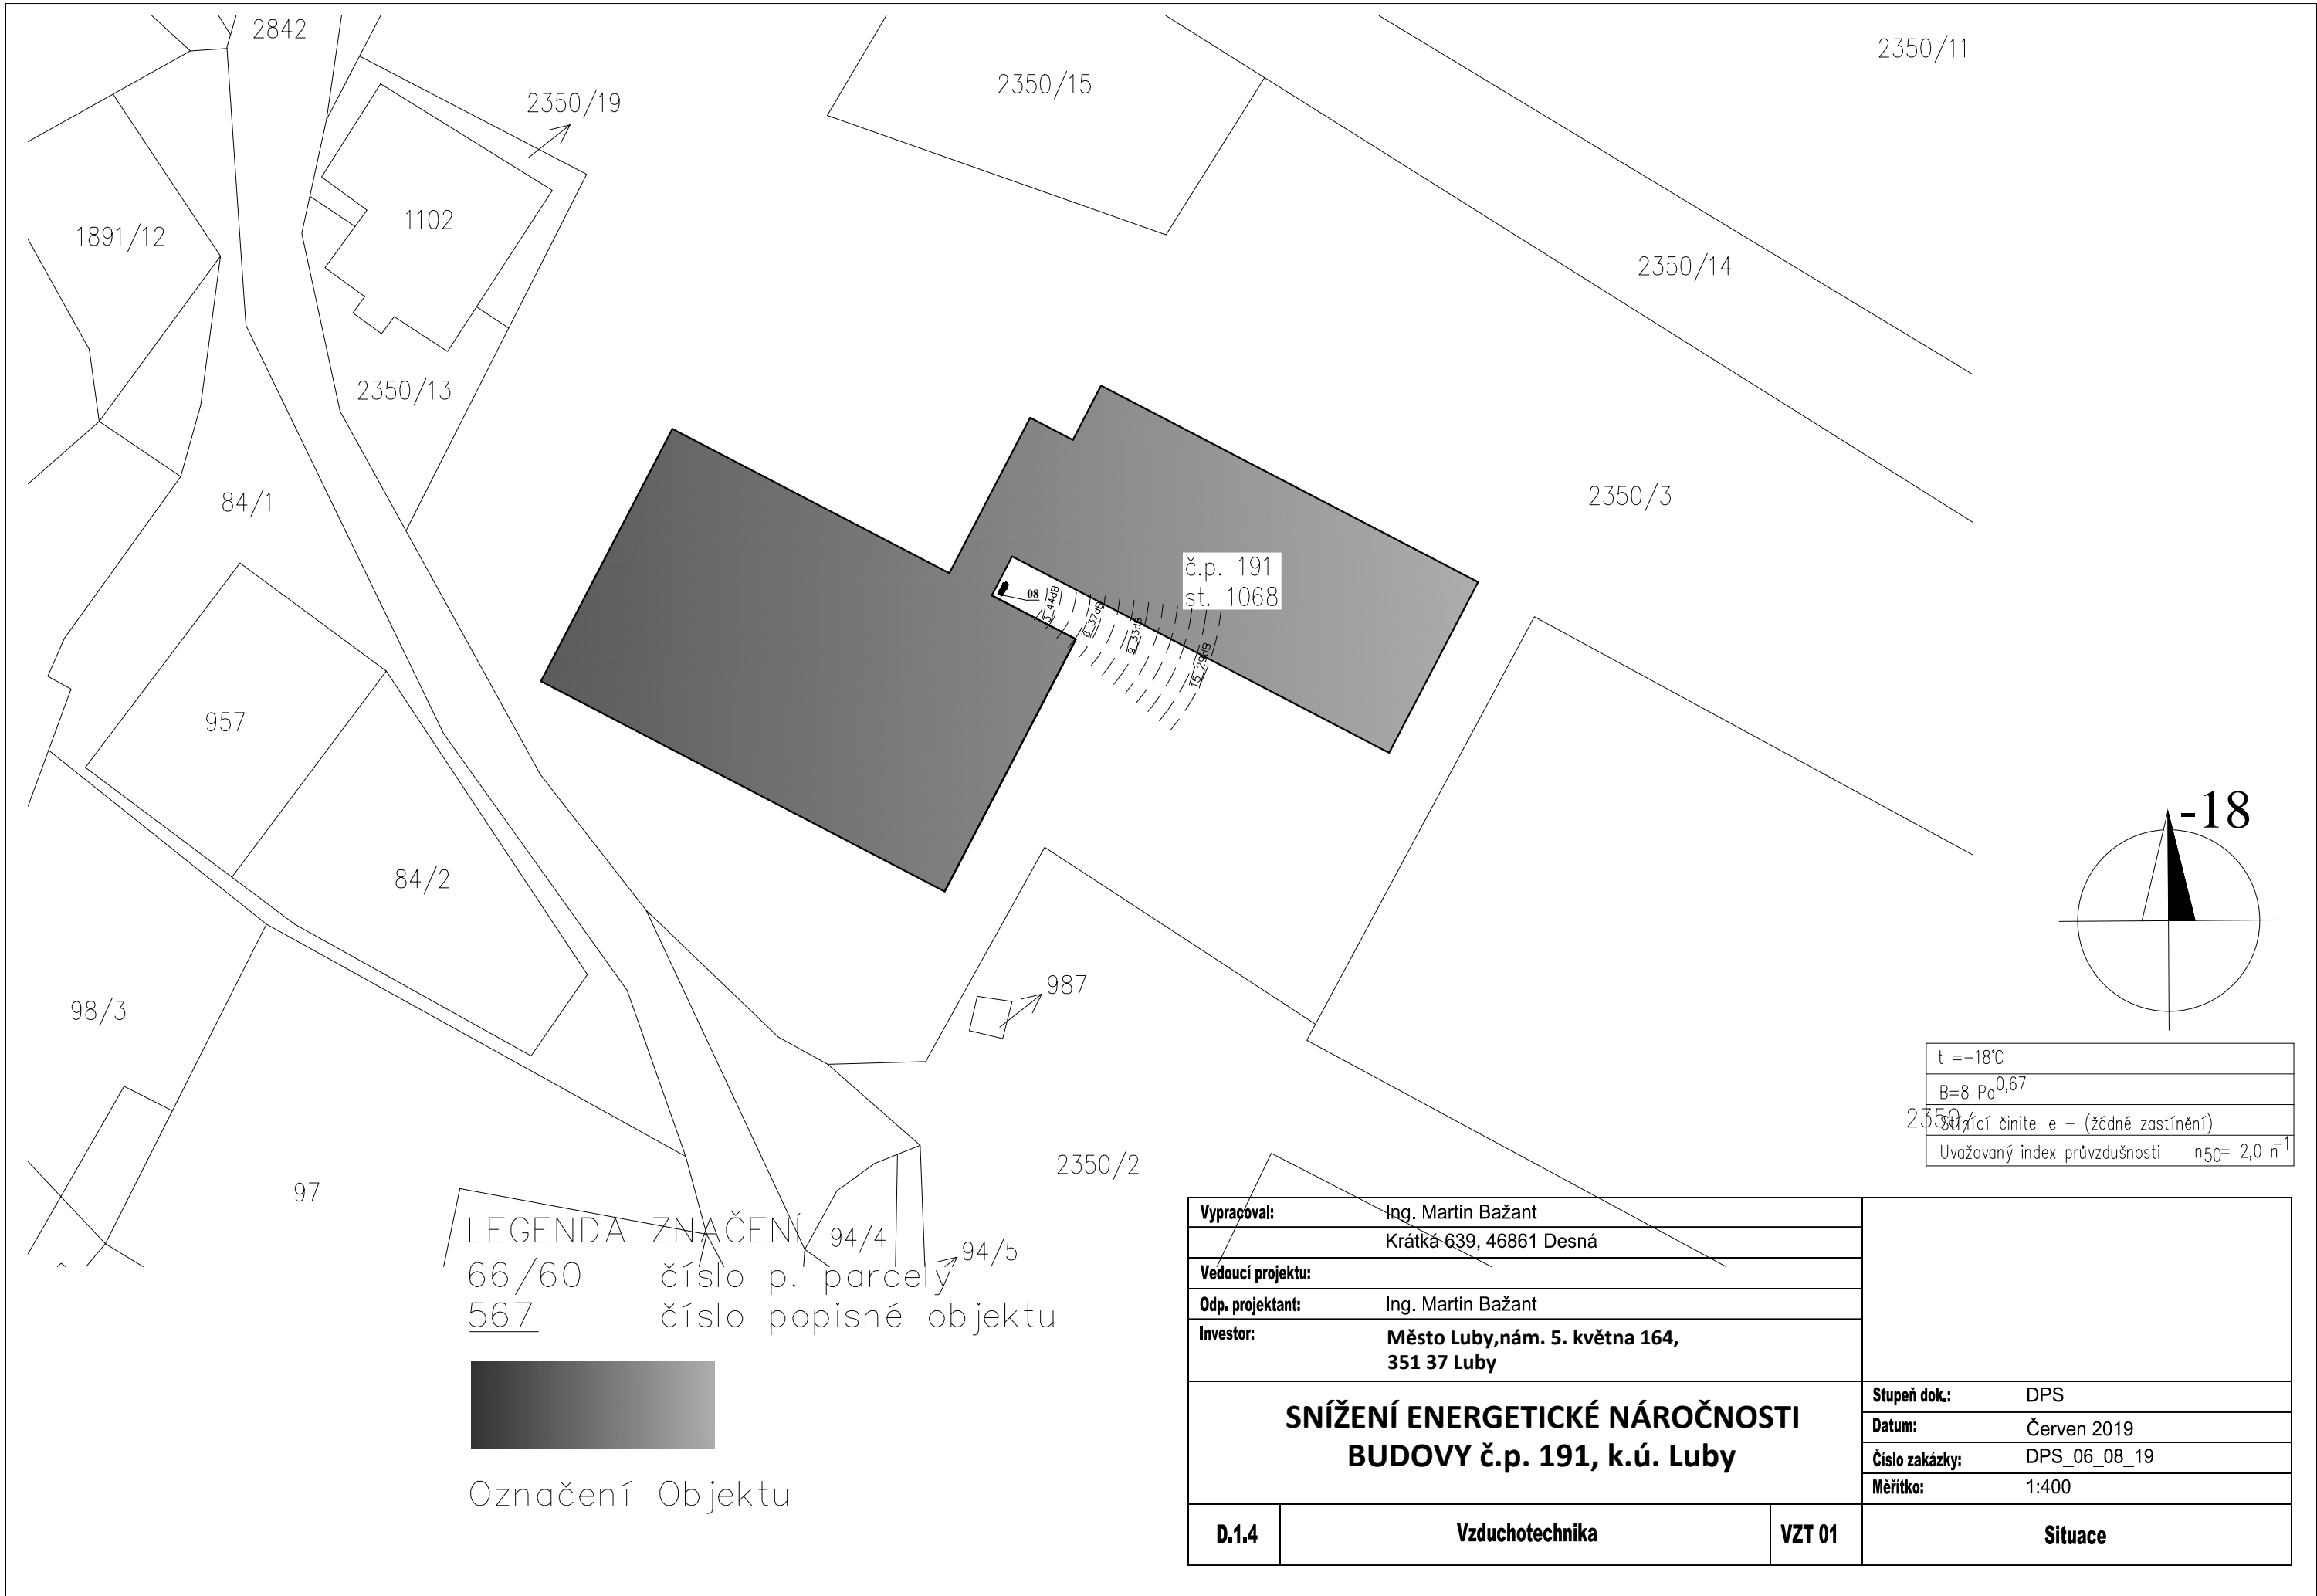 2842
2350/11
2350/15
2350/19
1102
1891/12
2350/14
2350/13
2350/3
84/1
č.p. 191
st. 1068
08
3_44dB
6_37dB
9_33dB
15_29dB
957
-18
84/2
987
98/3
t =-18°C
B=8 Pa0,67
2350/
Stínící činitel e – (žádné zastínění)
Uvažovaný index průvzdušnosti n50= 2,0 n-1
2350/2
97
94/4
94/5
LEGENDA ZNAČENÍ
66/60 číslo p. parcely
567 číslo popisné objektu
Označení Objektu
Vypracoval: Ing. Martin Bažant
Krátká 639, 46861 Desná
Vedoucí projektu:
Odp. projektant: Ing. Martin Bažant
Investor: Město Luby,nám. 5. května 164,
351 37 Luby
SNÍŽENÍ ENERGETICKÉ NÁROČNOSTI
BUDOVY č.p. 191, k.ú. Luby
Stupeň dok.: DPS
Datum: Červen 2019
Číslo zakázky: DPS_06_08_19
Měřítko: 1:400
D.1.4 Vzduchotechnika VZT 01 Situace